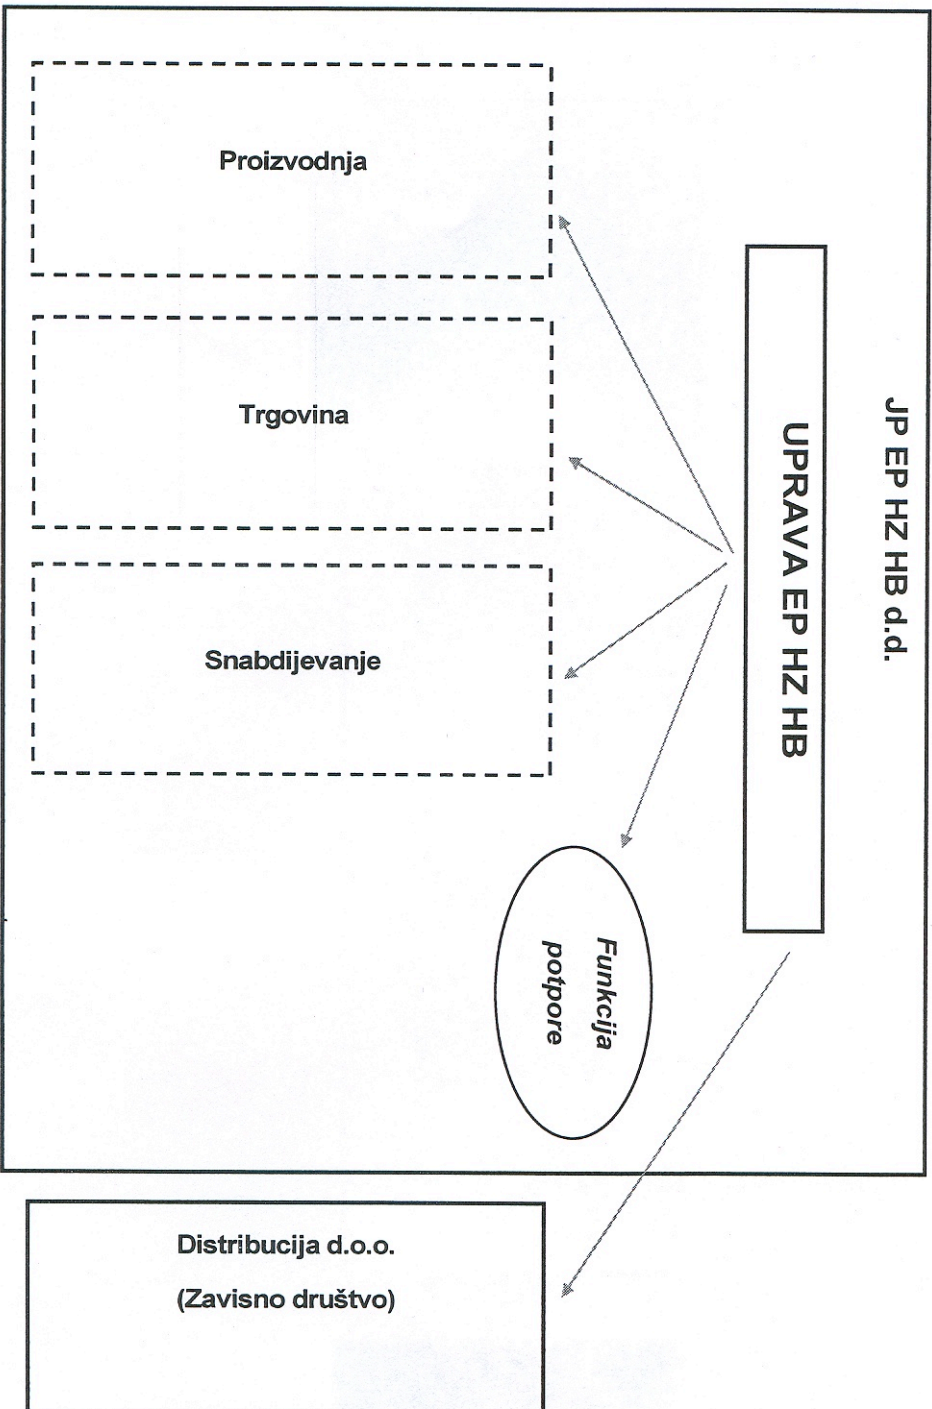 JP EP HZ HB d.d.
UPRAVA EP HZ HB
Proizvodnja
Trgovina
Snabdijevanje
Funkcija
potpore
Distribucija d.o.o.
(Zavisno društvo)